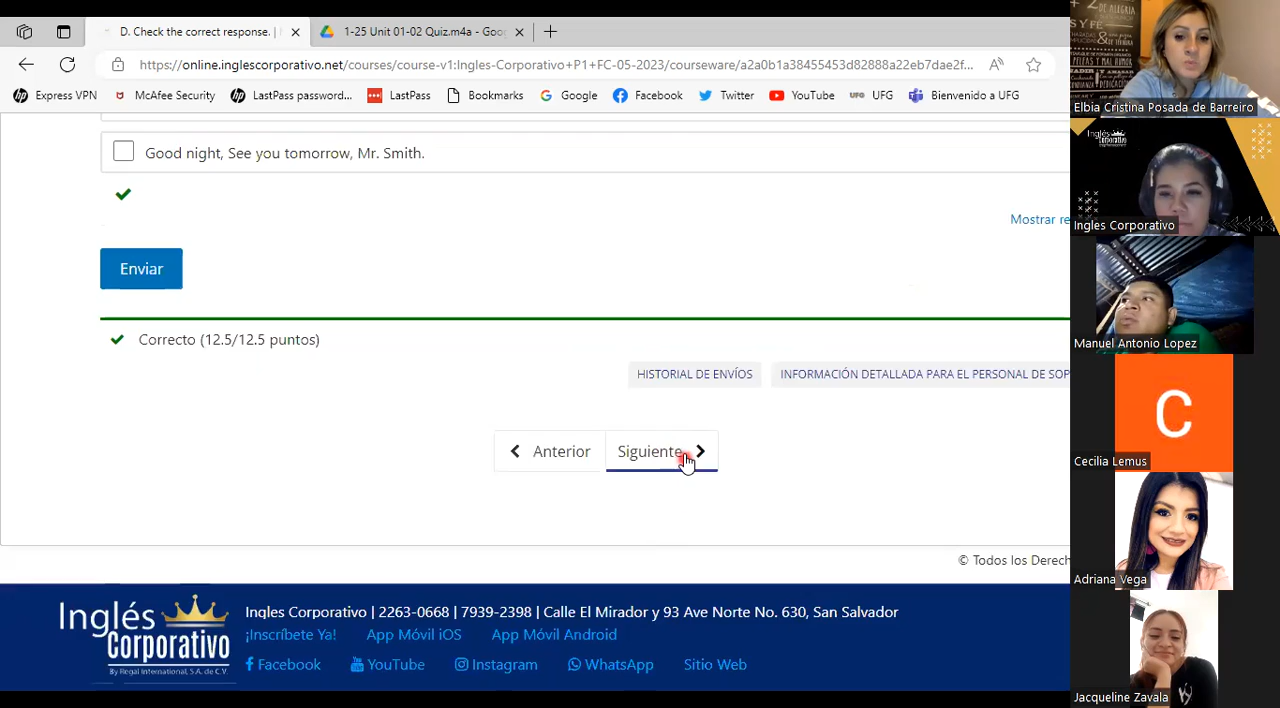 D. Check the correct response. |
1-25 Unit 01-02 Quiz.m4a - Goo
https://online.inglescorporativo.net/course
e-v1:Ingles-Corporativo+P1+FC-05-2023/courseware/a2a0b1a38455453d82888a22eb7dae2f...
Express VPN
McAfee Security
LastPass password...
Bookmarks
Google
Facebook
Twitter
YouTube
UFG
Bienvenido a UFG
Good night, See you tomorrow, Mr. Smith.
Mostrar re
Enviar
Correcto (12.5/12.5 puntos)
HISTORIAL DE ENVÍOS
INFORMACIÓN DETALLADA PARA EL PERSONAL DE SOP
Anterior
Siguiente
© Todos los Derech
Inglés Corporativo
By Regal International, S.A. de C.V.
Ingles Corporativo | 2263-0668 | 7939-2398 | Calle El Mirador y 93 Ave Norte No. 630, San Salvador
¡Inscríbete Ya!
App Móvil iOS
App Móvil Android
Facebook
YouTube
Instagram
WhatsApp
Sitio Web
DE ALEGRIA
Elbia Cristina Posada de Barreiro
Inglés Corporativo
Ingles Corporativo
Manuel Antonio Lopez
C
Cecilia Lemus
Adriana Vega
Jacqueline Zavala